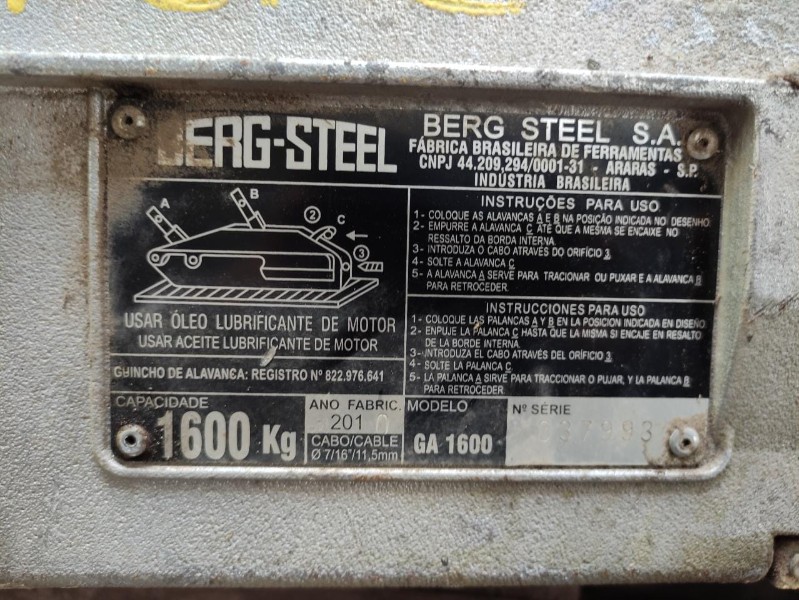 BERG-STEEL
BERG STEEL S.A.
FÁBRICA BRASILEIRA DE FERRAMENTAS
CNPJ 44.209.294/0001-31 - ARARAS - S.P.
INDÚSTRIA BRASILEIRA
A
B
2
C
3
USAR ÓLEO LUBRIFICANTE DE MOTOR
USAR ACEITE LUBRIFICANTE DE MOTOR
GUINCHO DE ALAVANCA: REGISTRO Nº 822.976.641
INSTRUÇÕES PARA USO
1- COLOQUE AS ALAVANCAS A E B NA POSIÇÃO INDICADA NO DESENHO
2- EMPURRE A ALAVANCA C ATÉ QUE A MESMA SE ENCAIXE NO
RESSALTO DA BORDA INTERNA.
3- INTRODUZA O CABO ATRAVÉS DO ORIFÍCIO 3
4- SOLTE A ALAVANCA C
5- A ALAVANCA A SERVE PARA TRACIONAR OU PUXAR E A ALAVANCA B
PARA RETROCEDER.
INSTRUCCIONES PARA USO
1- COLOQUE LAS PALANCAS A Y B EN LA POSICION INDICADA EN DISEÑO
2- ENPUJE LA PALANCA C HASTA QUE LA MISMA SI ENCAJE EN RESALTO
DE LA BORDE INTERNA.
3- INTRODUZA EL CABO ATRAVÉS DEL ORIFÍCIO 3
4- SOLTE LA PALANCA C
5- LA PALANCA A SIRVE PARA TRACCIONAR O PUJAR, Y LA PALANCA B
PARA RETROCEDER.
CAPACIDADE
1600 Kg
ANO FABRIC.
2010
CABO/CABLE
Ø 7/16"/11,5mm
MODELO
GA 1600
Nº SÉRIE